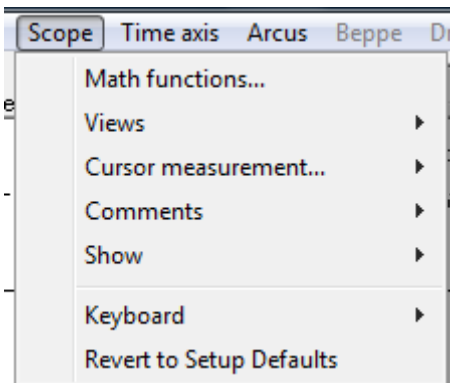 Scope Time axis Arcus Beppe
Math functions...
Views
Cursor measurement...
Comments
Show
Keyboard
Revert to Setup Defaults